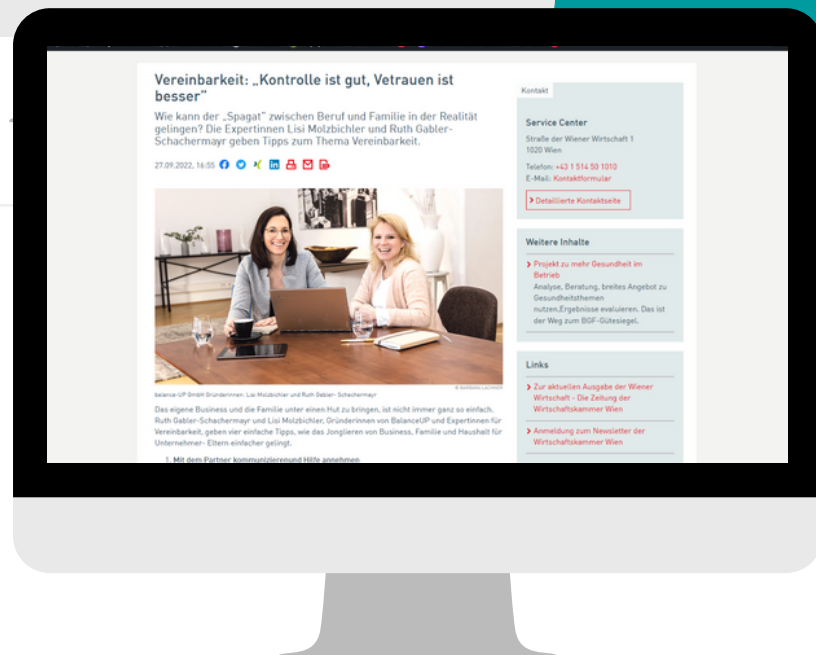 Vereinbarkeit: „Kontrolle ist gut, Vetrauen ist
besser“
Wie kann der „Spagat“ zwischen Beruf und Familie in der Realität
gelingen? Die Expertinnen Lisi Molzbichler und Ruth Gabler-
Schachermayr geben Tipps zum Thema Vereinbarkeit.
27.09.2022, 16:55
balance-UP GmbH Gründerinnen: Lisi Molzbichler und Ruth Gabler- Schachermayr
Das eigene Business und die Familie unter einen Hut zu bringen, ist nicht immer ganz so einfach.
Ruth Gabler-Schachermayr und Lisi Molzbichler, Gründerinnen von BalanceUP und Expertinnen für
Vereinbarkeit, geben vier einfache Tipps, wie das Jonglieren von Business, Familie und Haushalt für
Unternehmer- Eltern einfacher gelingt.
1. Mit dem Partner kommunizierenund Hilfe annehmen
Kontakt
Service Center
Straße der Wiener Wirtschaft 1
1020 Wien
Telefon: +43 1 514 50 1010
E-Mail: Kontaktformular
Detaillierte Kontaktseite
Weitere Inhalte
Projekt zu mehr Gesundheit im
Betrieb
Analyse, Beratung, breites Angebot zu
Gesundheitsthemen
nutzen,Ergebnisse evaluieren. Das ist
der Weg zum BGF-Gütesiegel.
Links
Zur aktuellen Ausgabe der Wiener
Wirtschaft - Die Zeitung der
Wirtschaftskammer Wien
Anmeldung zum Newsletter der
Wirtschaftskammer Wien